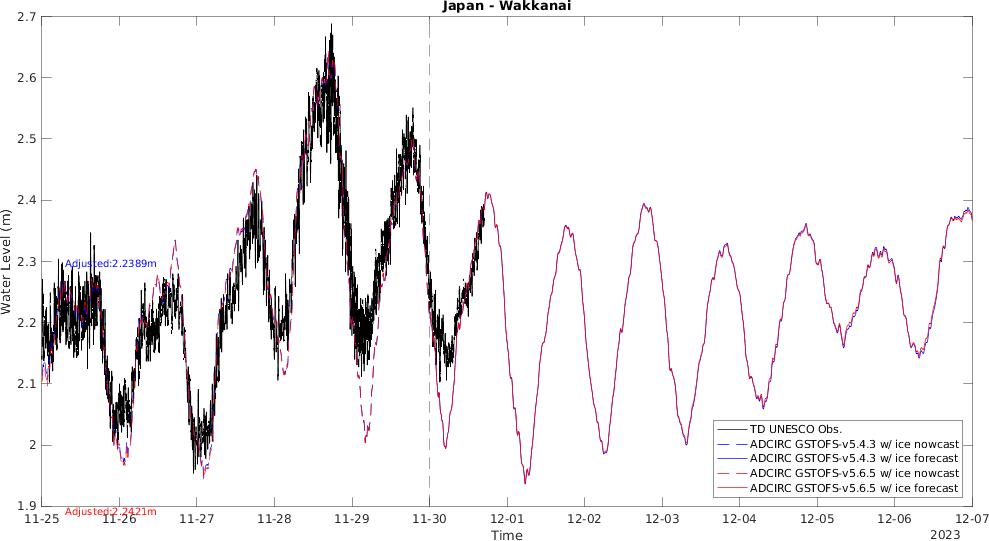 Japan - Wakkanai
2.7
2.6
2.5
2.4
2.3
2.2
2.1
2
1.9
Water Level (m)
Adjusted:2.2389m
Adjusted:2.2421m
TD UNESCO Obs.
ADCIRC GSTOFS-v5.4.3 w/ ice nowcast
ADCIRC GSTOFS-v5.4.3 w/ ice forecast
ADCIRC GSTOFS-v5.6.5 w/ ice nowcast
ADCIRC GSTOFS-v5.6.5 w/ ice forecast
11-25 11-26 11-27 11-28 11-29 11-30 12-01 12-02 12-03 12-04 12-05 12-06 12-07
Time
2023